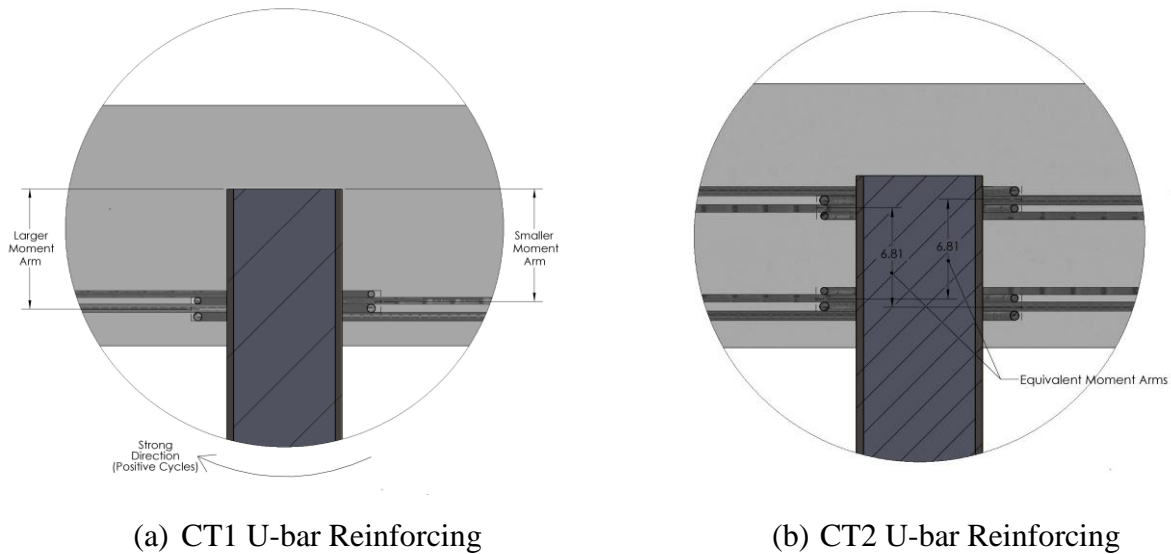 Larger
Moment
Arm
Smaller
Moment
Arm
Strong
Direction
(Positive Cycles)
6.81
6.81
Equivalent Moment Arms
(a) CT1 U-bar Reinforcing
(b) CT2 U-bar Reinforcing